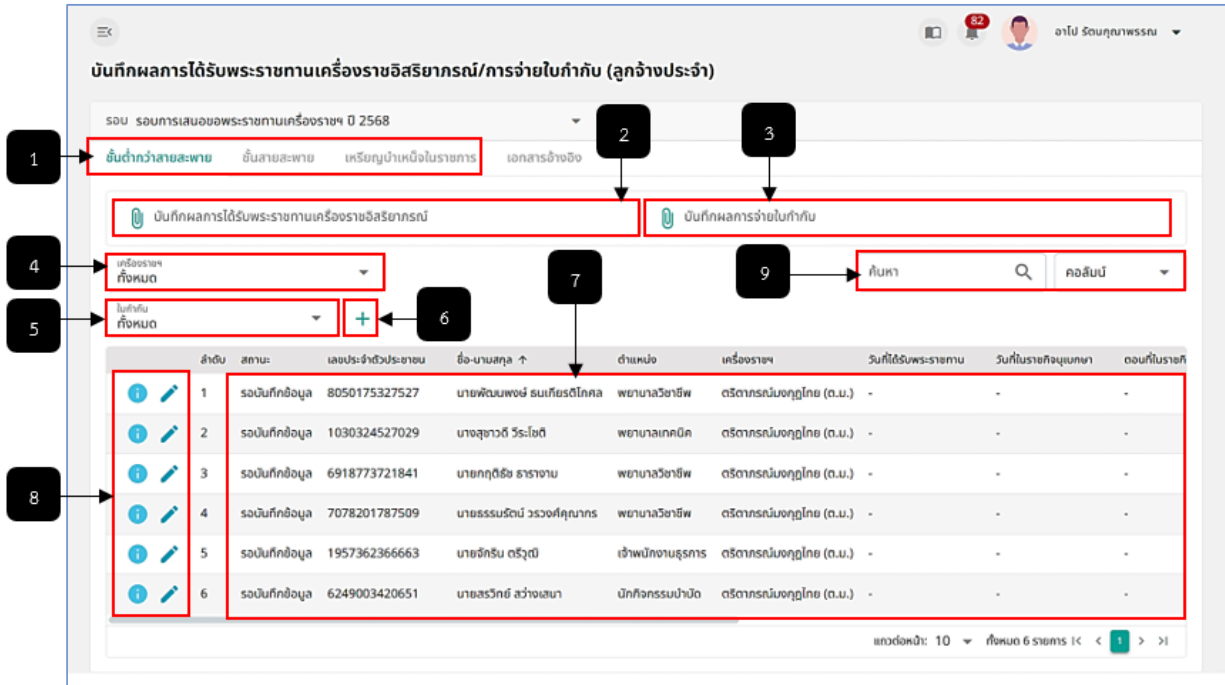 82
อาโป รัตนกุณาพรรณ
บันทึกผลการได้รับพระราชทานเครื่องราชอิสริยาภรณ์/การจ่ายใบกำกับ (ลูกจ้างประจำ)
รอบ รอบการเสนอขอพระราชทานเครื่องราชฯ ปี 2568
2
3
1
ชั้นต่ำกว่าสายสะพาย ชั้นสายสะพาย เหรียญบำเหน็จในราชการ เอกสารอ้างอิง
บันทึกผลการได้รับพระราชทานเครื่องราชอิสริยาภรณ์ บันทึกผลการจ่ายใบกำกับ
4
เครื่องราชฯ
ทั้งหมด
7
9
ค้นหา คอลัมน์
5
ใบกำกับ
ทั้งหมด
6
ลำดับ สถานะ เลขประจำตัวประชาชน ชื่อ-นามสกุล ตำแหน่ง เครื่องราชฯ วันที่ได้รับพระราชทาน วันที่ในราชกิจนุเบกษา ตอนที่ในราชกิ
1 รอบันทึกข้อมูล 8050175327527 นายพัฒนพงษ์ ธนเกียรติโกศล พยาบาลวิชาชีพ ตริตาภรณ์มงกุฎไทย (ต.ม.) - - -
2 รอบันทึกข้อมูล 1030324527029 นางสุชาวดี วีระโชติ พยาบาลเทคนิค ตริตาภรณ์มงกุฎไทย (ต.ม.) - - -
3 รอบันทึกข้อมูล 6918773721841 นายกฤติธัช ธารางาม พยาบาลวิชาชีพ ตริตาภรณ์มงกุฎไทย (ต.ม.) - - -
8
4 รอบันทึกข้อมูล 7078201787509 นายธรรมรัตน์ วรวงศ์คุณากร พยาบาลวิชาชีพ ตริตาภรณ์มงกุฎไทย (ต.ม.) - - -
5 รอบันทึกข้อมูล 1957362366663 นายจักริน ตรีวุฒิ เจ้าพนักงานธุรการ ตริตาภรณ์มงกุฎไทย (ต.ม.) - - -
6 รอบันทึกข้อมูล 6249003420651 นายสรวิทย์ สว่างเสนา นักกิจกรรมบำบัด ตริตาภรณ์มงกุฎไทย (ต.ม.) - - -
แถวต่อหน้า: 10 ทั้งหมด 6 รายการ 1